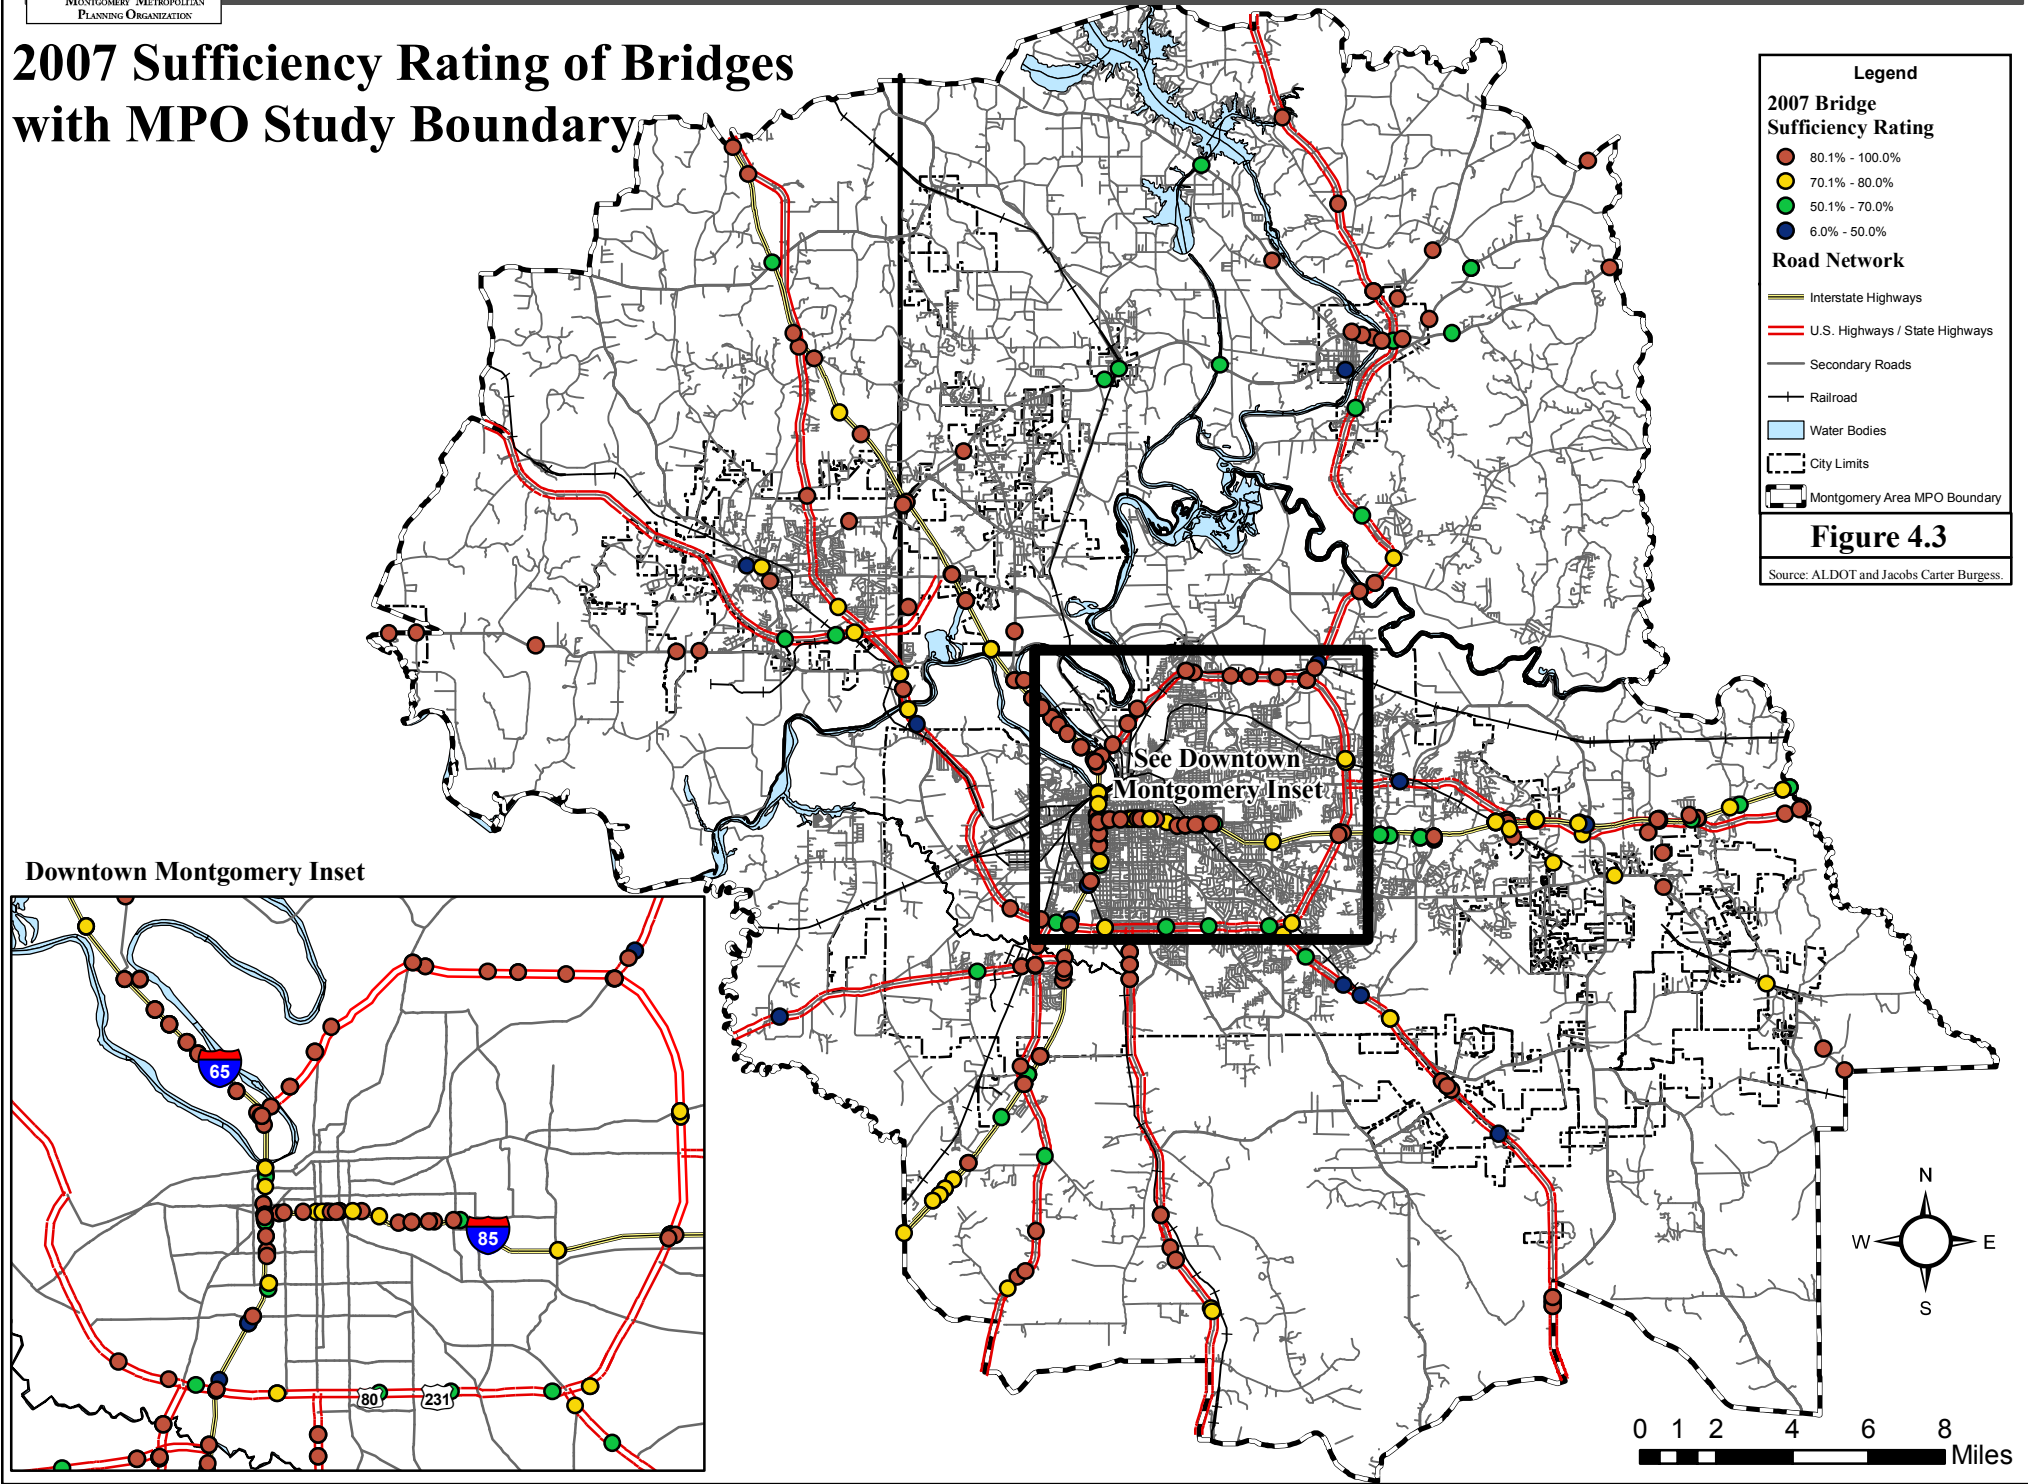 MONTGOMERY METROPOLITAN
PLANNING ORGANIZATION
2007 Sufficiency Rating of Bridges
with MPO Study Boundary
Legend
2007 Bridge
Sufficiency Rating
80.1% - 100.0%
70.1% - 80.0%
50.1% - 70.0%
6.0% - 50.0%
Road Network
Interstate Highways
U.S. Highways / State Highways
Secondary Roads
Railroad
Water Bodies
City Limits
Montgomery Area MPO Boundary
Figure 4.3
Source: ALDOT and Jacobs Carter Burgess.
See Downtown
Montgomery Inset
Downtown Montgomery Inset
65
85
80
231
N
W
E
S
0 1 2 4 6 8
Miles